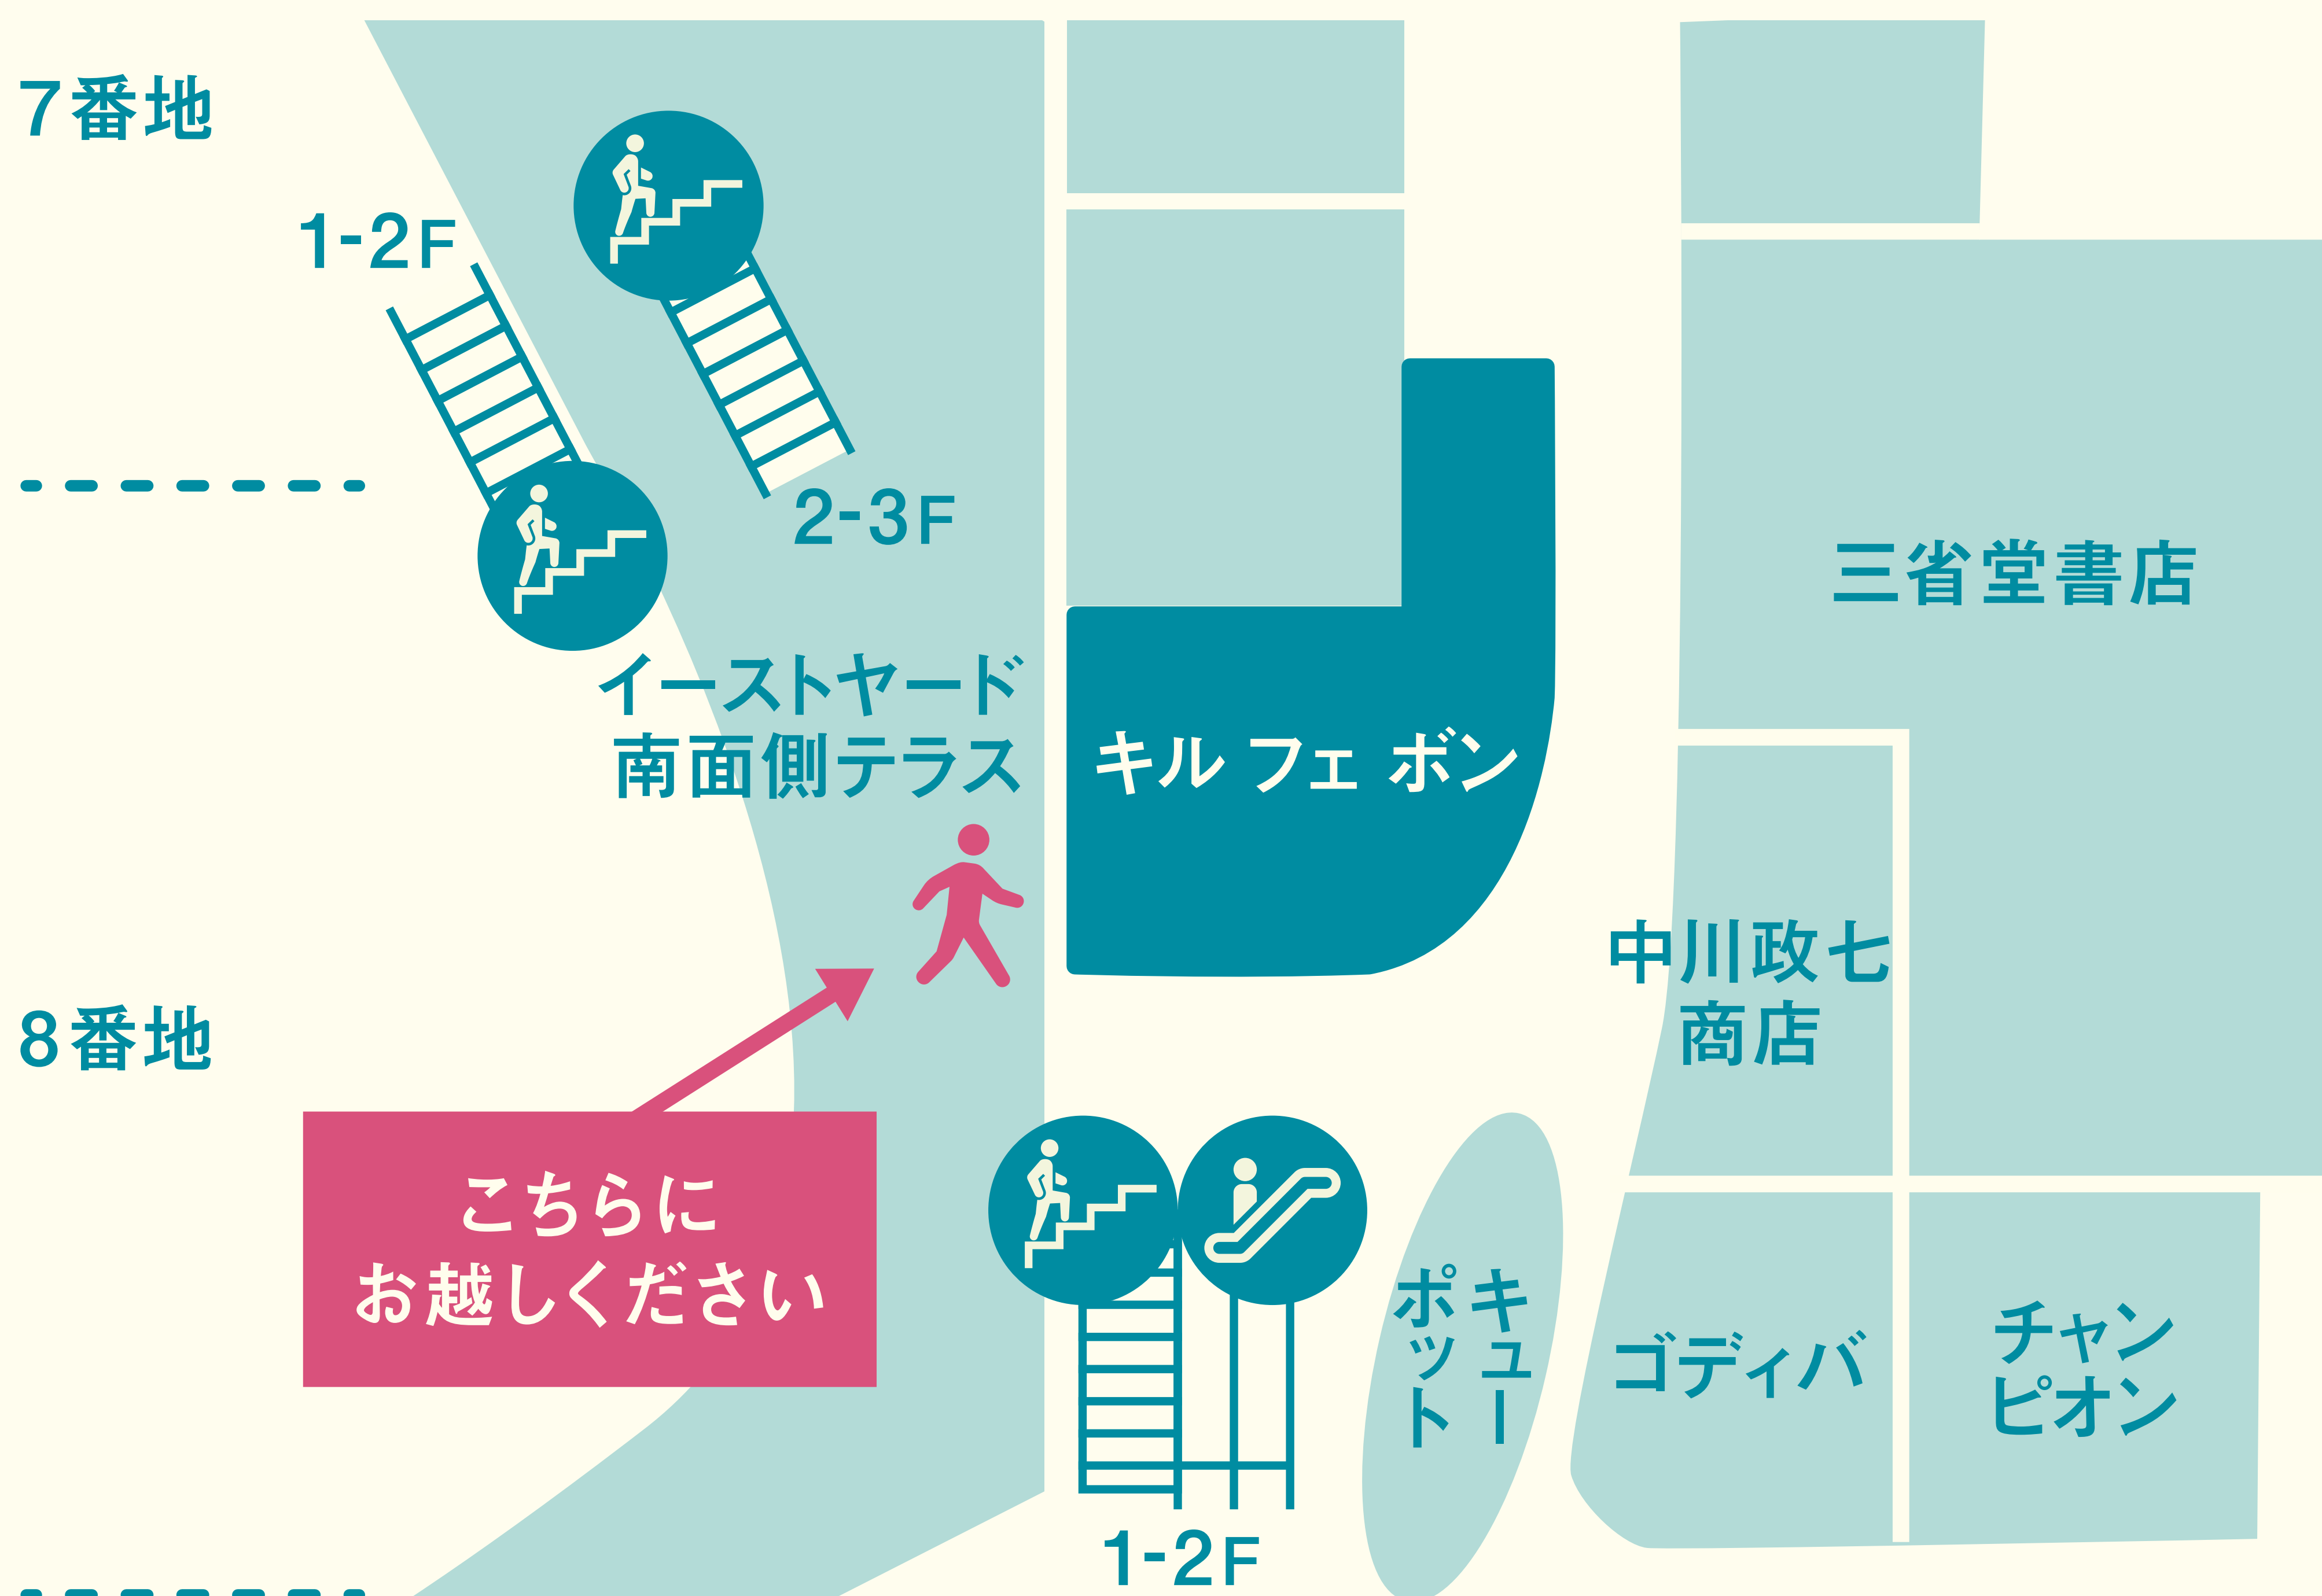 7番地
1-2F
2-3F
三省堂書店
イーストヤード
南面側テラス
キル フェ ボン
中川政七
商店
8番地
こちらに
お越しください
キュー
ポット
ゴディバ
チャン
ピオン
1-2F